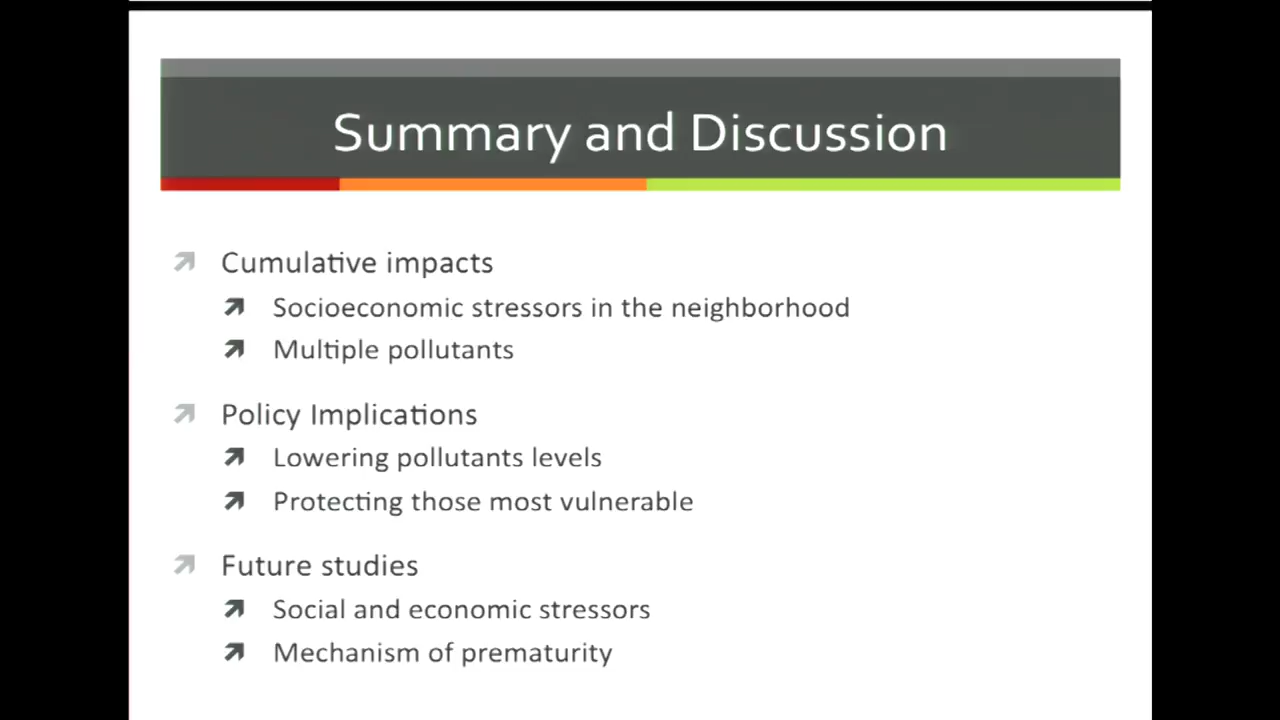 Summary and Discussion
Cumulative impacts
Socioeconomic stressors in the neighborhood
Multiple pollutants
Policy Implications
Lowering pollutants levels
Protecting those most vulnerable
Future studies
Social and economic stressors
Mechanism of prematurity